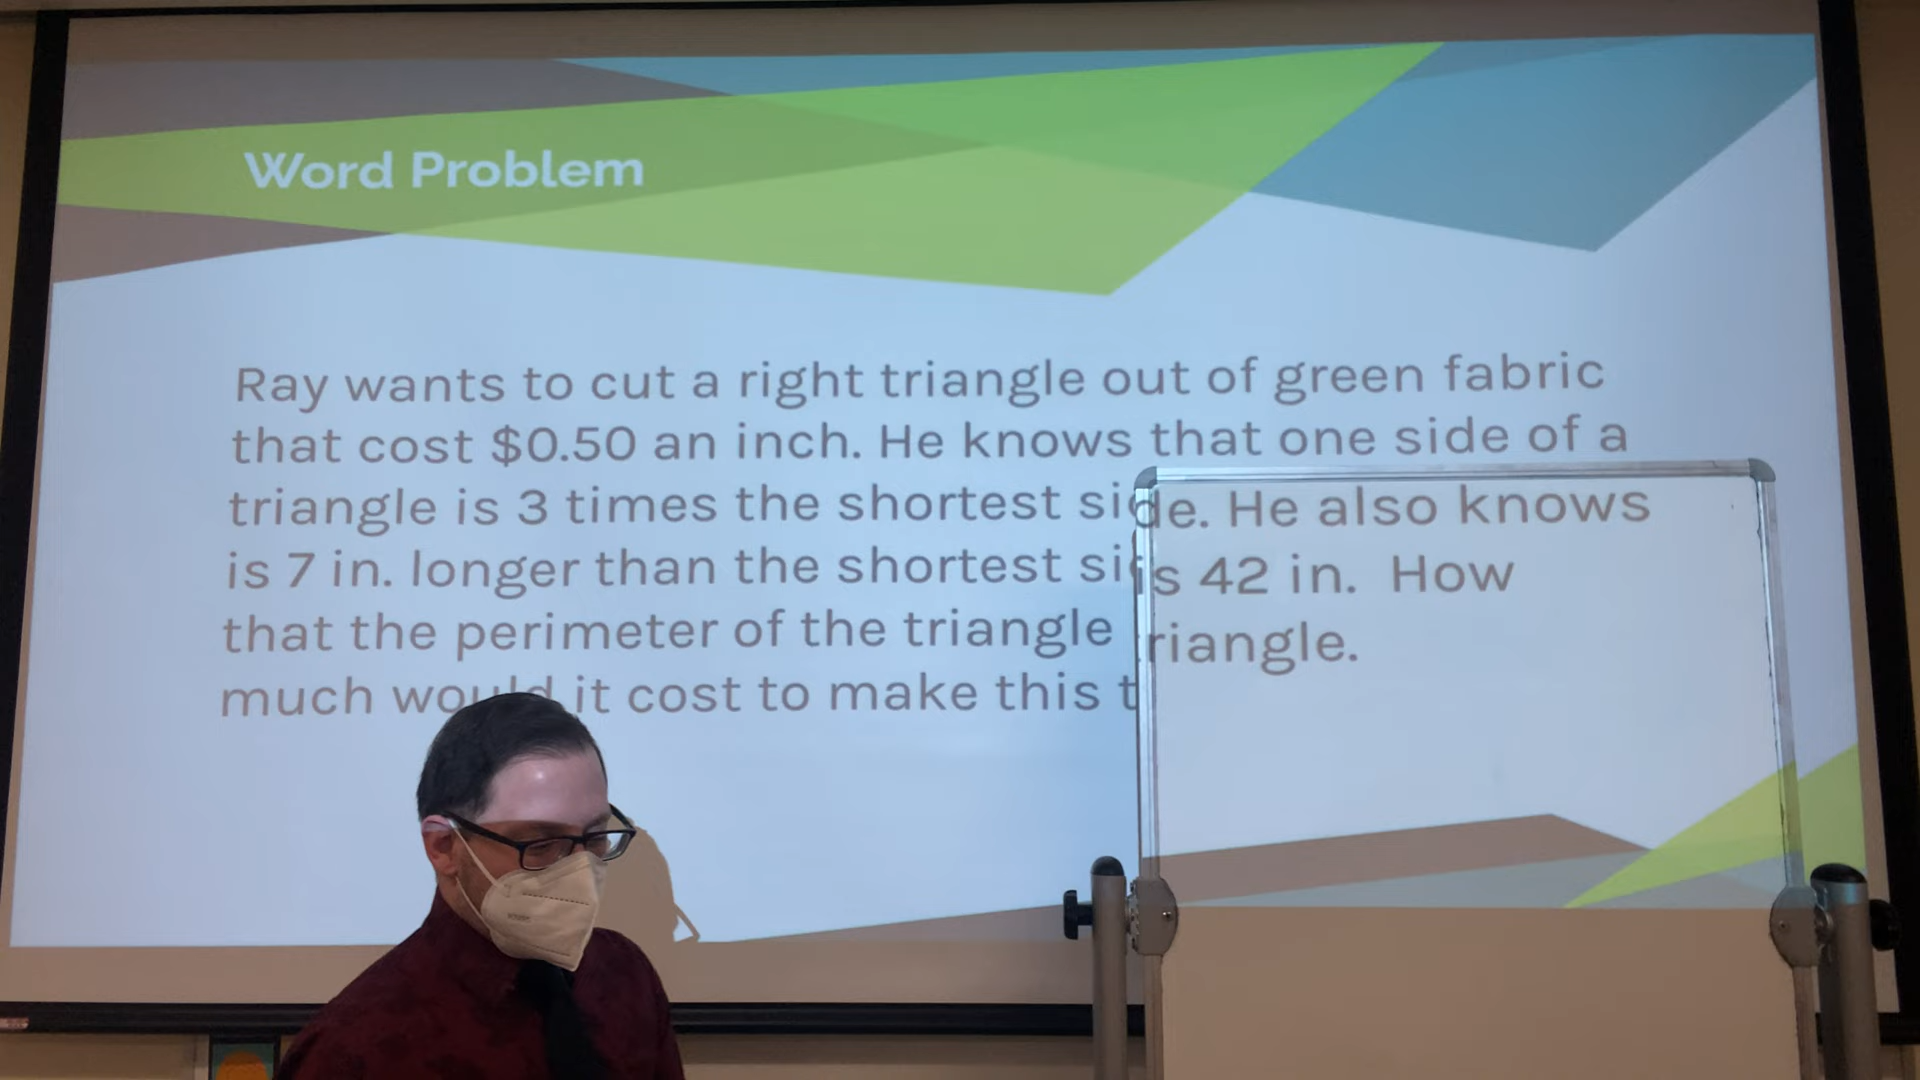 Word Problem
Ray wants to cut a right triangle out of green fabric
that cost $0.50 an inch. He knows that one side of a
triangle is 3 times the shortest
is 7 in. longer than the shortest side. He also knows
that the perimeter of the triangle is 42 in. How
much would it cost to make this triangle.